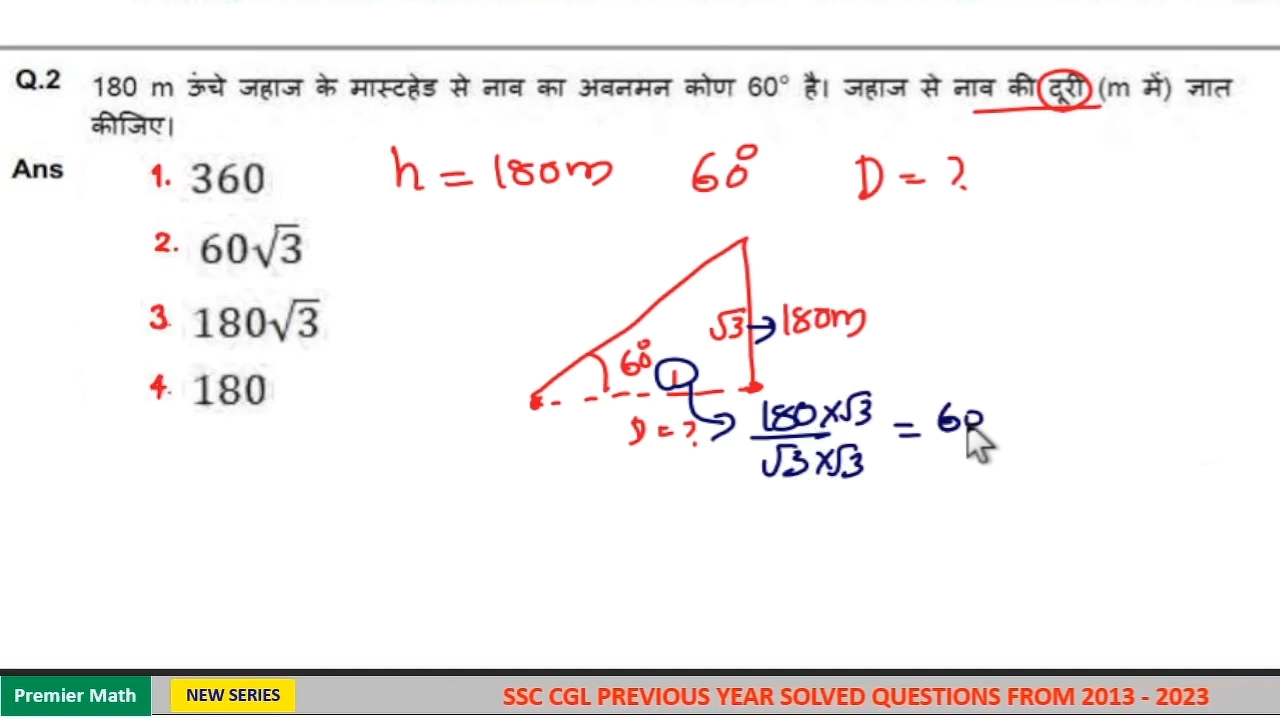 Q.2 180 m ऊंचे जहाज के मास्टहेड से नाव का अवनमन कोण 60° है। जहाज से नाव की दूरी (m में) ज्ञात
कीजिए।
Ans
1. 360
2. 60√3
3. 180√3
4. 180
h = 180m 60° D = ?
√3 → 180m
60° 1
D = ? → 180×√3 / √3×√3 = 60
Premier Math NEW SERIES SSC CGL PREVIOUS YEAR SOLVED QUESTIONS FROM 2013 - 2023